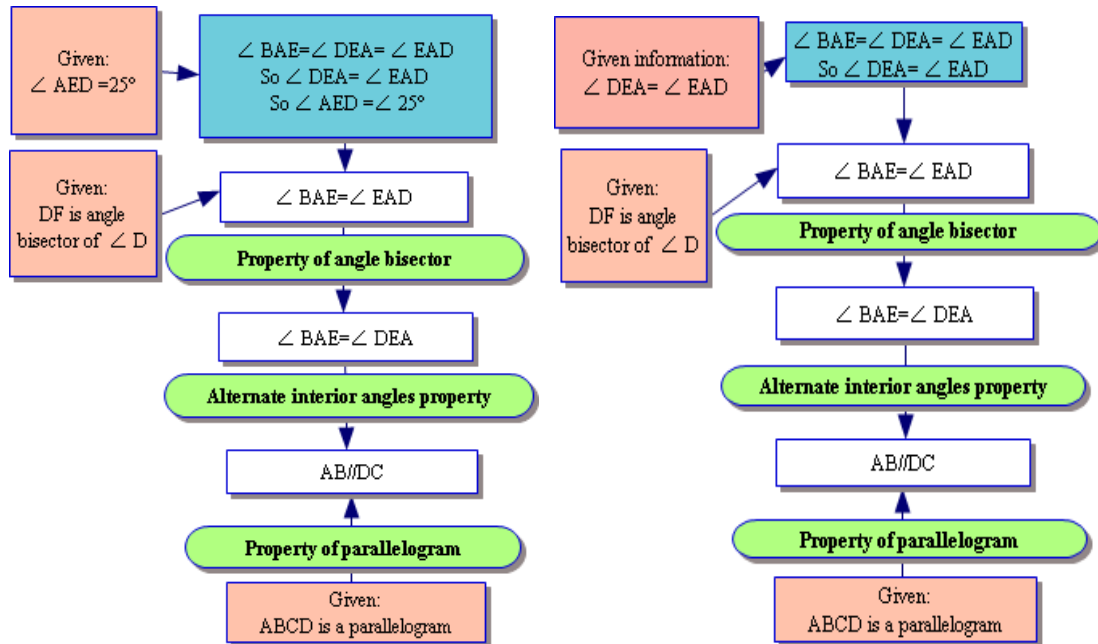 Given:
∠ AED =25°
∠ BAE=∠ DEA= ∠ EAD
So ∠ DEA= ∠ EAD
So ∠ AED =∠ 25°
Given:
DF is angle
bisector of ∠ D
∠ BAE=∠ EAD
Property of angle bisector
∠ BAE=∠ DEA
Alternate interior angles property
AB//DC
Property of parallelogram
Given:
ABCD is a parallelogram
Given information:
∠ DEA= ∠ EAD
∠ BAE=∠ DEA= ∠ EAD
So ∠ DEA= ∠ EAD
Given:
DF is angle
bisector of ∠ D
∠ BAE=∠ EAD
Property of angle bisector
∠ BAE=∠ DEA
Alternate interior angles property
AB//DC
Property of parallelogram
Given:
ABCD is a parallelogram